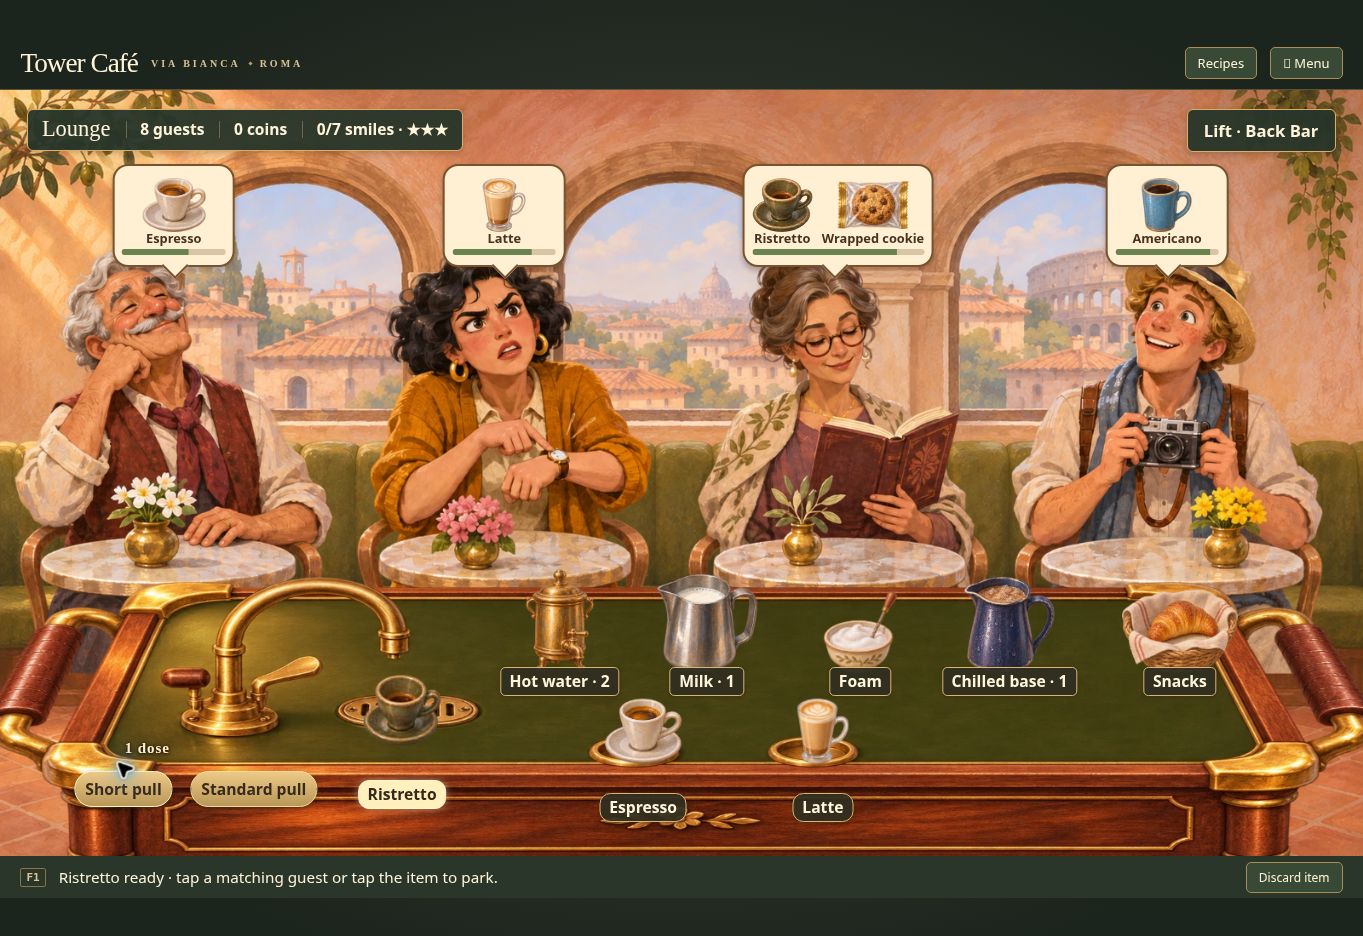 Tower Café VIA BIANCA ✦ ROMA
Recipes
Menu
Lounge 8 guests 0 coins 0/7 smiles · ★★★
Lift · Back Bar
Espresso
Latte
Ristretto Wrapped cookie
Americano
Hot water · 2
Milk · 1
Foam
Chilled base · 1
Snacks
1 dose
Short pull
Standard pull
Ristretto
Espresso
Latte
F1 Ristretto ready · tap a matching guest or tap the item to park.
Discard item